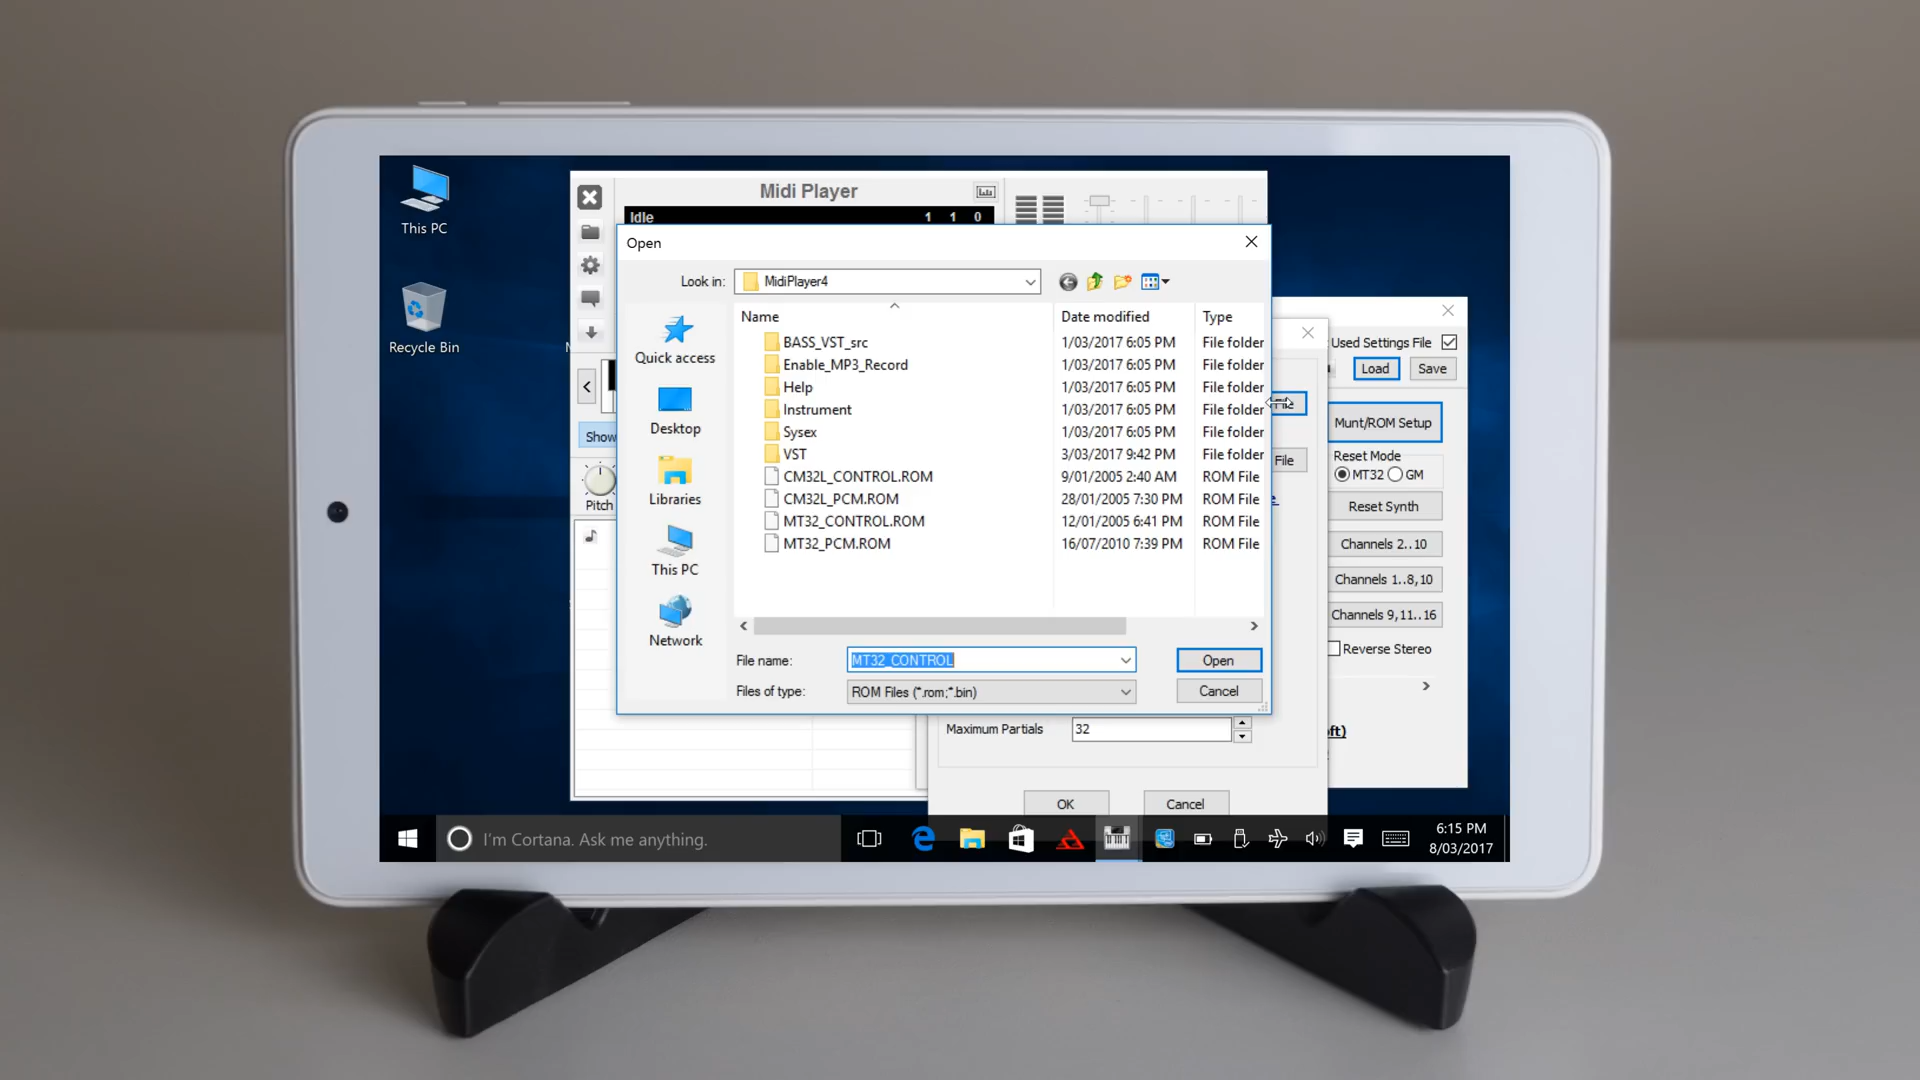 This PC
Recycle Bin
Midi Player
Idle 1 1 0
Open
Look in: MidiPlayer4
Name Date modified Type
BASS_VST_src 1/03/2017 6:05 PM File folder
Enable_MP3_Record 1/03/2017 6:05 PM File folder
Help 1/03/2017 6:05 PM File folder
Instrument 1/03/2017 6:05 PM File folder
Sysex 1/03/2017 6:05 PM File folder
VST 3/03/2017 9:42 PM File folder
CM32L_CONTROL.ROM 9/01/2005 2:40 AM ROM File
CM32L_PCM.ROM 28/01/2005 7:30 PM ROM File
MT32_CONTROL.ROM 12/01/2005 6:41 PM ROM File
MT32_PCM.ROM 16/07/2010 7:39 PM ROM File
Quick access
Desktop
Libraries
This PC
Network
File name: MT32_CONTROL
Open
Files of type: ROM Files (*.rom;*.bin)
Cancel
Show
Pitch
File
Used Settings File
Load Save
Munt/ROM Setup
Reset Mode
MT32 GM
Reset Synth
Channels 2..10
Channels 1..8,10
Channels 9,11..16
Reverse Stereo
oft)
Maximum Partials 32
OK Cancel
I'm Cortana. Ask me anything.
6:15 PM
8/03/2017